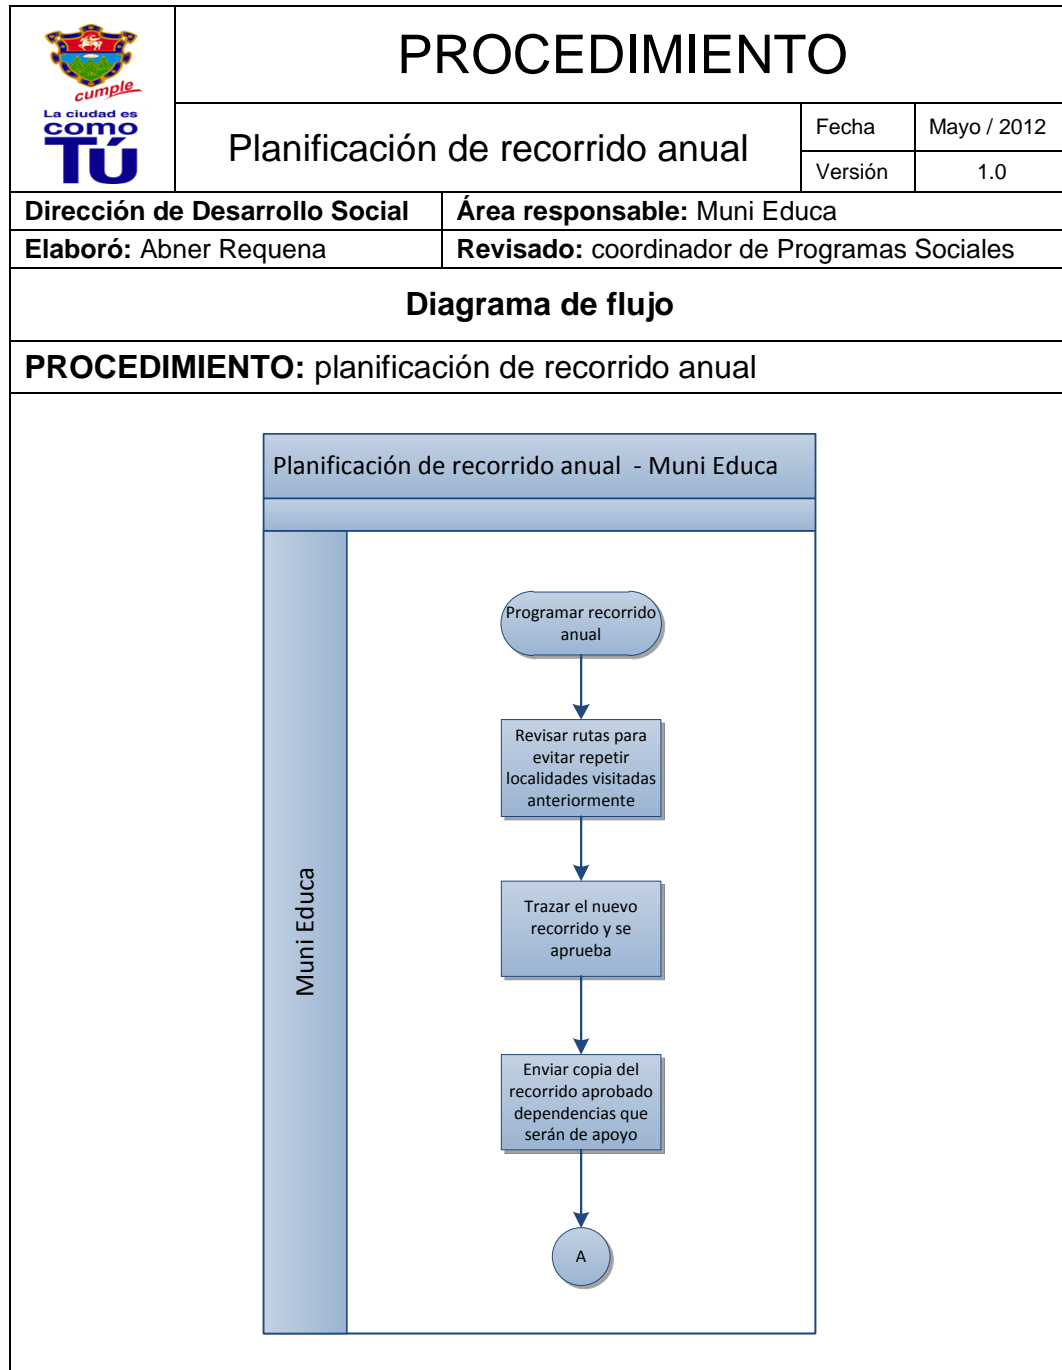 cumple
La ciudad es
como
Tú
PROCEDIMIENTO
Planificación de recorrido anual
Fecha
Mayo / 2012
Versión
1.0
Dirección de Desarrollo Social
Área responsable: Muni Educa
Elaboró: Abner Requena
Revisado: coordinador de Programas Sociales
Diagrama de flujo
PROCEDIMIENTO: planificación de recorrido anual
Planificación de recorrido anual - Muni Educa
Muni Educa
Programar recorrido
anual
Revisar rutas para
evitar repetir
localidades visitadas
anteriormente
Trazar el nuevo
recorrido y se
aprueba
Enviar copia del
recorrido aprobado
dependencias que
serán de apoyo
A